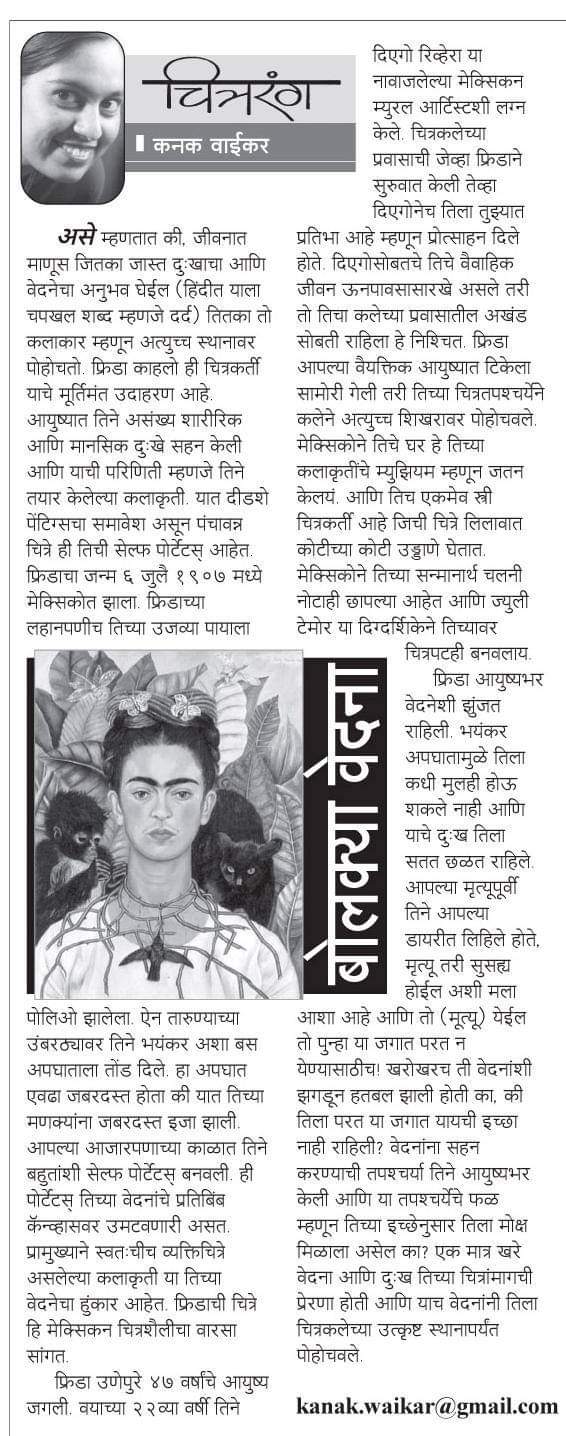 चित्ररंग
कनक वाईकर
असे म्हणतात की, जीवनात
माणूस जितका जास्त दुःखाचा आणि
वेदनेचा अनुभव घेईल (हिंदीत याला
चपखल शब्द म्हणजे दर्द) तितका तो
कलाकार म्हणून अत्युच्च स्थानावर
पोहोचतो. फ्रिडा काहलो ही चित्रकर्ती
याचे मूर्तिमंत उदाहरण आहे.
आयुष्यात तिने असंख्य शारीरिक
आणि मानसिक दुःखे सहन केली
आणि याची परिणिती म्हणजे तिने
तयार केलेल्या कलाकृती. यात दीडशे
पेंटिग्सचा समावेश असून पंचावन्न
चित्रे ही तिची सेल्फ पोर्टेटस् आहेत.
फ्रिडाचा जन्म ६ जुलै १९०७ मध्ये
मेक्सिकोत झाला. फ्रिडाच्या
लहानपणीच तिच्या उजव्या पायाला
बोलक्या वेदना
पोलिओ झालेला. ऐन तारुण्याच्या
उंबरठ्यावर तिने भयंकर अशा बस
अपघाताला तोंड दिले. हा अपघात
एवढा जबरदस्त होता की यात तिच्या
मणक्यांना जबरदस्त इजा झाली.
आपल्या आजारपणाच्या काळात तिने
बहुतांशी सेल्फ पोर्टेटस् बनवली. ही
पोर्टेटस् तिच्या वेदनांचे प्रतिबिंब
कॅन्व्हासवर उमटवणारी असत.
प्रामुख्याने स्वतःचीच व्यक्तिचित्रे
असलेल्या कलाकृती या तिच्या
वेदनेचा हुंकार आहेत. फ्रिडाची चित्रे
हि मेक्सिकन चित्रशैलीचा वारसा
सांगत.
फ्रिडा उणेपुरे ४७ वर्षांचे आयुष्य
जगली. वयाच्या २२व्या वर्षी तिने
दिएगो रिव्हेरा या
नावाजलेल्या मेक्सिकन
म्युरल आर्टिस्टशी लग्न
केले. चित्रकलेच्या
प्रवासाची जेव्हा फ्रिडाने
सुरुवात केली तेव्हा
दिएगोनेच तिला तुझ्यात
प्रतिभा आहे म्हणून प्रोत्साहन दिले
होते. दिएगोसोबतचे तिचे वैवाहिक
जीवन ऊनपावसासारखे असले तरी
तो तिचा कलेच्या प्रवासातील अखंड
सोबती राहिला हे निश्चित. फ्रिडा
आपल्या वैयक्तिक आयुष्यात टिकेला
सामोरी गेली तरी तिच्या चित्रतपश्चर्येने
कलेने अत्युच्च शिखरावर पोहोचवले.
मेक्सिकोने तिचे घर हे तिच्या
कलाकृतींचे म्युझियम म्हणून जतन
केलयं. आणि तिच एकमेव स्त्री
चित्रकर्ती आहे जिची चित्रे लिलावात
कोटीच्या कोटी उड्डाणे घेतात.
मेक्सिकोने तिच्या सन्मानार्थ चलनी
नोटाही छापल्या आहेत आणि ज्युली
टेमोर या दिग्दर्शिकेने तिच्यावर
चित्रपटही बनवलाय.
फ्रिडा आयुष्यभर
वेदनेशी झुंजत
राहिली. भयंकर
अपघातामुळे तिला
कधी मुलही होऊ
शकले नाही आणि
याचे दुःख तिला
सतत छळत राहिले.
आपल्या मृत्यूपूर्वी
तिने आपल्या
डायरीत लिहिले होते,
मृत्यू तरी सुसह्य
होईल अशी मला
आशा आहे आणि तो (मूत्यू) येईल
तो पुन्हा या जगात परत न
येण्यासाठीच! खरोखरच ती वेदनांशी
झगडून हतबल झाली होती का, की
तिला परत या जगात यायची इच्छा
नाही राहिली? वेदनांना सहन
करण्याची तपश्चर्या तिने आयुष्यभर
केली आणि या तपश्चर्येचे फळ
म्हणून तिच्या इच्छेनुसार तिला मोक्ष
मिळाला असेल का? एक मात्र खरे
वेदना आणि दुःख तिच्या चित्रांमागची
प्रेरणा होती आणि याच वेदनांनी तिला
चित्रकलेच्या उत्कृष्ट स्थानापर्यंत
पोहोचवले.
kanak.waikar@gmail.com